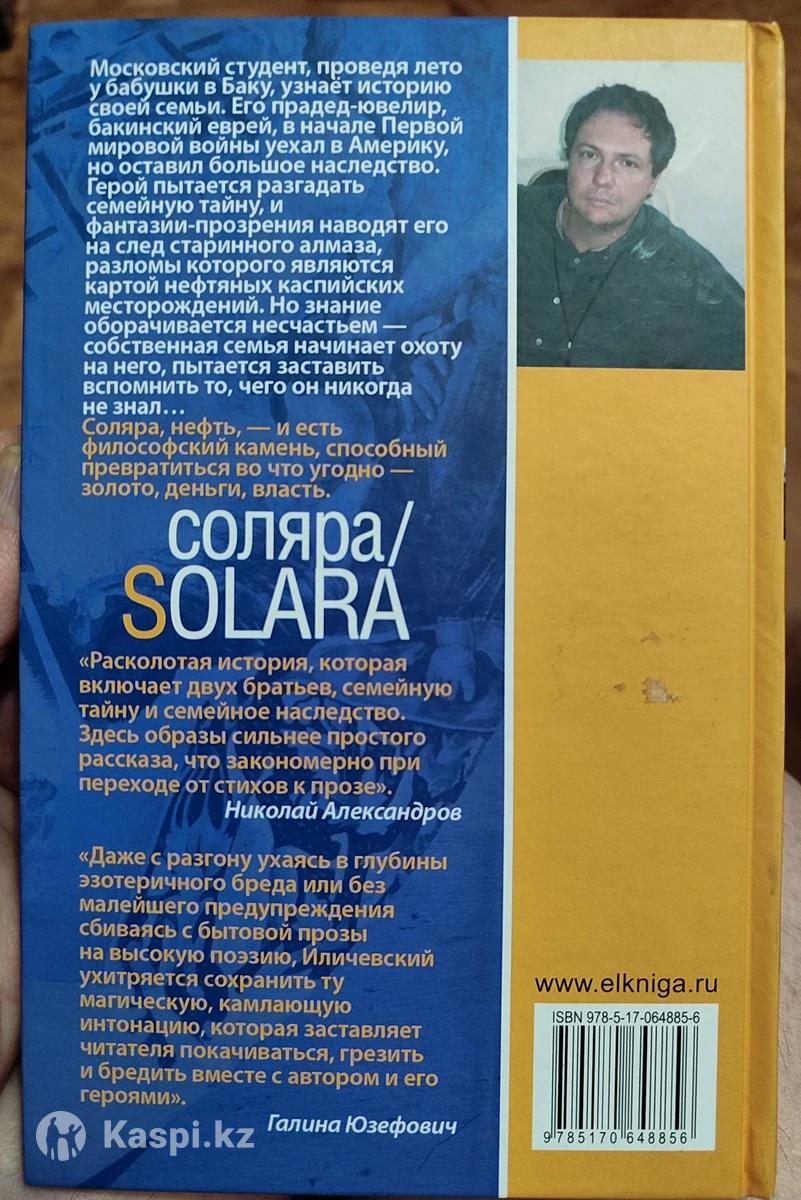 Московский студент, проведя лето
у бабушки в Баку, узнаёт историю
своей семьи. Его прадед-ювелир,
бакинский еврей, в начале Первой
мировой войны уехал в Америку,
но оставил большое наследство.
Герой пытается разгадать
семейную тайну, и
фантазии-прозрения наводят его
на след старинного алмаза,
разломы которого являются
картой нефтяных каспийских
месторождений. Но знание
оборачивается несчастьем —
собственная семья начинает охоту
на него, пытается заставить
вспомнить то, чего он никогда
не знал...
Соляра, нефть, — и есть
философский камень, способный
превратиться во что угодно —
золото, деньги, власть.
соляра/
SOLARA
«Расколотая история, которая
включает двух братьев, семейную
тайну и семейное наследство.
Здесь образы сильнее простого
рассказа, что закономерно при
переходе от стихов к прозе».
Николай Александров
«Даже с разгону ухаясь в глубины
эзотеричного бреда или без
малейшего предупреждения
сбиваясь с бытовой прозы
на высокую поэзию, Иличевский
ухитряется сохранить ту
магическую, камлающую
интонацию, которая заставляет
читателя покачиваться, грезить
и бредить вместе с автором и его
героями».
Галина Юзефович
www.elkniga.ru
ISBN 978-5-17-064885-6
9 785170 648856
Kaspi.kz